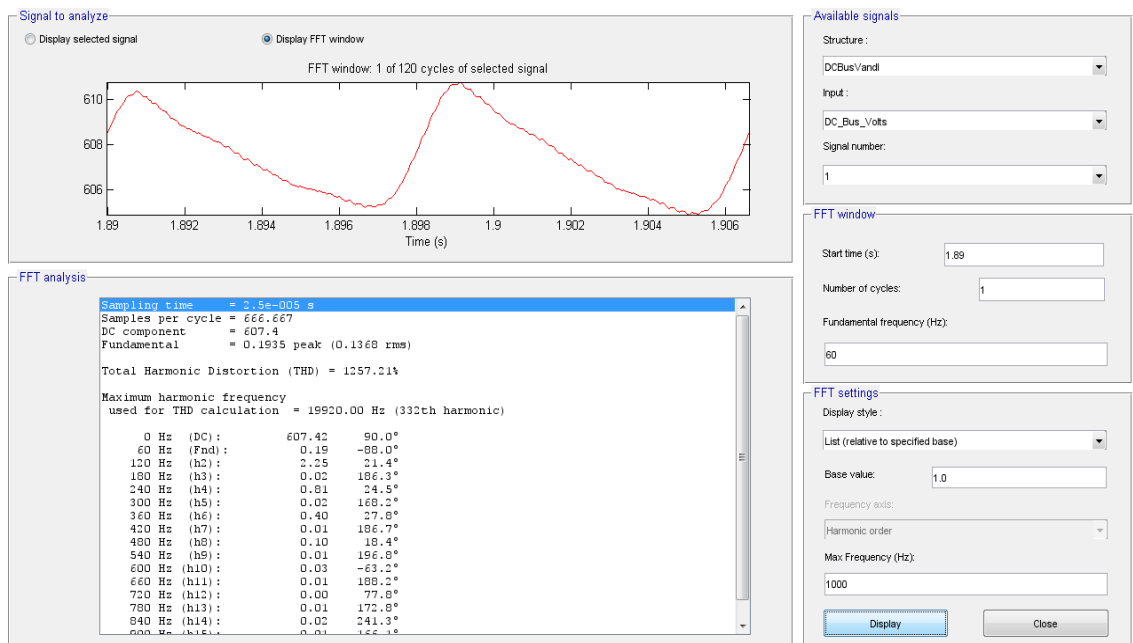 Signal to analyze
Display selected signal
Display FFT window
FFT window: 1 of 120 cycles of selected signal
610
608
606
1.89 1.892 1.894 1.896 1.898 1.9 1.902 1.904 1.906
Time (s)
FFT analysis
Sampling time = 2.5e-005 s
Samples per cycle = 666.667
DC component = 607.4
Fundamental = 0.1935 peak (0.1368 rms)
Total Harmonic Distortion (THD) = 1257.21%
Maximum harmonic frequency
used for THD calculation = 19920.00 Hz (332th harmonic)
0 Hz (DC): 607.42 90.0°
60 Hz (Fnd): 0.19 -88.0°
120 Hz (h2): 2.25 21.4°
180 Hz (h3): 0.02 186.3°
240 Hz (h4): 0.81 24.5°
300 Hz (h5): 0.02 168.2°
360 Hz (h6): 0.40 27.8°
420 Hz (h7): 0.01 186.7°
480 Hz (h8): 0.10 18.4°
540 Hz (h9): 0.01 196.8°
600 Hz (h10): 0.03 -63.2°
660 Hz (h11): 0.01 188.2°
720 Hz (h12): 0.00 77.8°
780 Hz (h13): 0.01 172.8°
840 Hz (h14): 0.02 241.3°
900 Hz (h15): 0.01 166.1°
Available signals
Structure :
DCBusVandI
Input :
DC_Bus_Volts
Signal number:
1
FFT window
Start time (s): 1.89
Number of cycles: 1
Fundamental frequency (Hz):
60
FFT settings
Display style :
List (relative to specified base)
Base value: 1.0
Frequency axis:
Harmonic order
Max Frequency (Hz):
1000
Display
Close